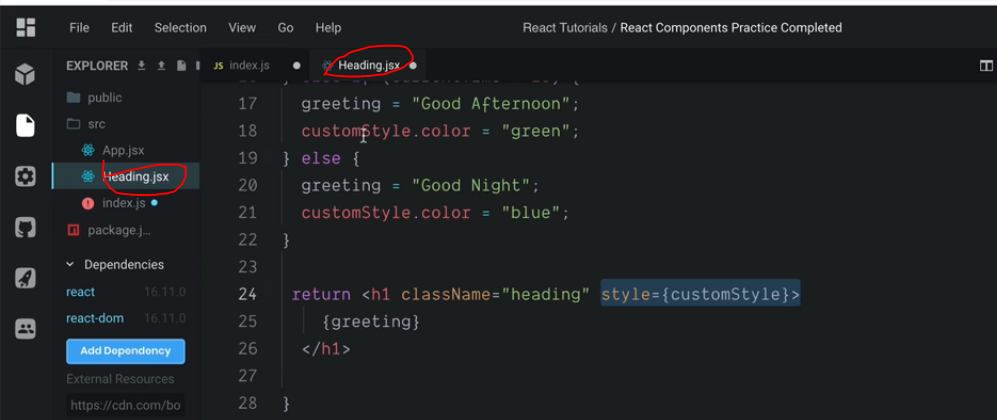 File Edit Selection View Go Help React Tutorials / React Components Practice Completed
EXPLORER
JS index.js
Heading.jsx
public
src
App.jsx
Heading.jsx
index.js
package.j...
Dependencies
react 16.11.0
react-dom 16.11.0
Add Dependency
External Resources
https://cdn.com/bo
17 greeting = "Good Afternoon";
18 customStyle.color = "green";
19 } else {
20 greeting = "Good Night";
21 customStyle.color = "blue";
22 }
23
24 return <h1 className="heading" style={customStyle}>
25 {greeting}
26 </h1>
27
28 }